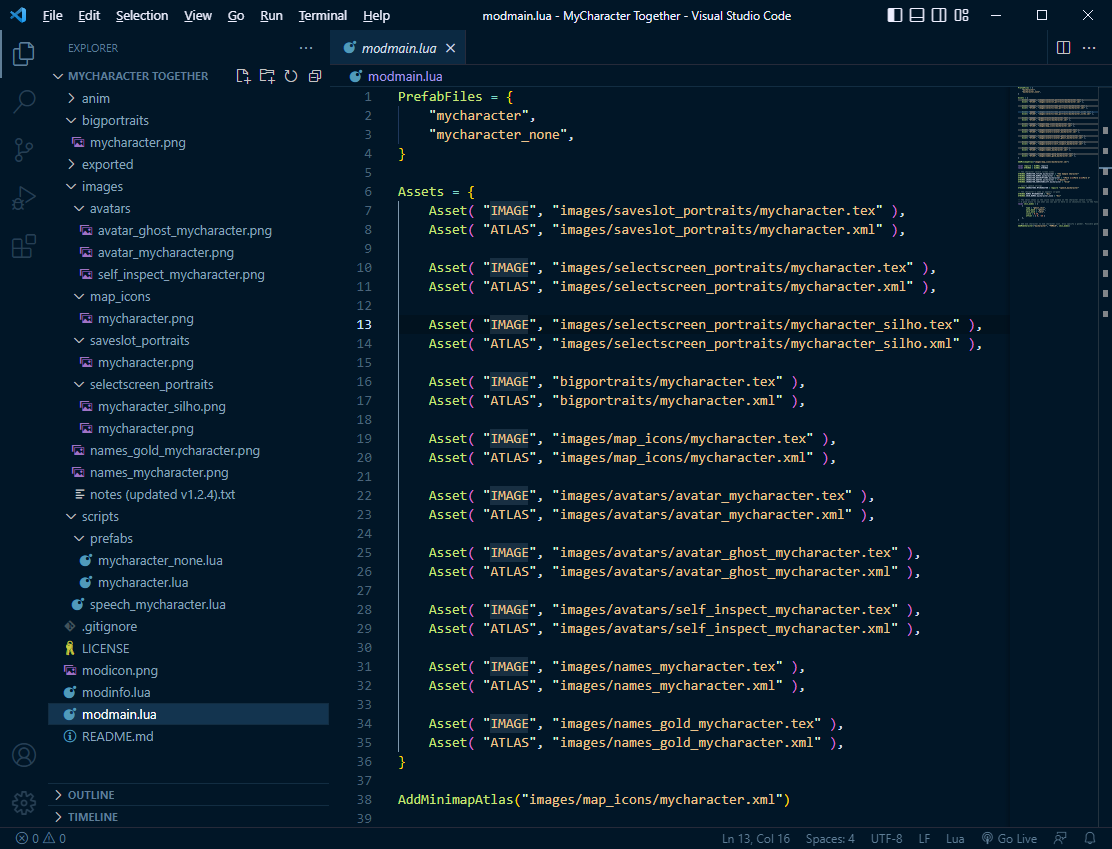 File Edit Selection View Go Run Terminal Help
modmain.lua - MyCharacter Together - Visual Studio Code
EXPLORER
MYCHARACTER TOGETHER
anim
bigportraits
mycharacter.png
exported
images
avatars
avatar_ghost_mycharacter.png
avatar_mycharacter.png
self_inspect_mycharacter.png
map_icons
mycharacter.png
saveslot_portraits
mycharacter.png
selectscreen_portraits
mycharacter_silho.png
mycharacter.png
names_gold_mycharacter.png
names_mycharacter.png
notes (updated v1.2.4).txt
scripts
prefabs
mycharacter_none.lua
mycharacter.lua
speech_mycharacter.lua
.gitignore
LICENSE
modicon.png
modinfo.lua
modmain.lua
README.md
OUTLINE
TIMELINE
modmain.lua
modmain.lua
1 PrefabFiles = {
2 "mycharacter",
3 "mycharacter_none",
4 }
5
6 Assets = {
7 Asset( "IMAGE", "images/saveslot_portraits/mycharacter.tex" ),
8 Asset( "ATLAS", "images/saveslot_portraits/mycharacter.xml" ),
9
10 Asset( "IMAGE", "images/selectscreen_portraits/mycharacter.tex" ),
11 Asset( "ATLAS", "images/selectscreen_portraits/mycharacter.xml" ),
12
13 Asset( "IMAGE", "images/selectscreen_portraits/mycharacter_silho.tex" ),
14 Asset( "ATLAS", "images/selectscreen_portraits/mycharacter_silho.xml" ),
15
16 Asset( "IMAGE", "bigportraits/mycharacter.tex" ),
17 Asset( "ATLAS", "bigportraits/mycharacter.xml" ),
18
19 Asset( "IMAGE", "images/map_icons/mycharacter.tex" ),
20 Asset( "ATLAS", "images/map_icons/mycharacter.xml" ),
21
22 Asset( "IMAGE", "images/avatars/avatar_mycharacter.tex" ),
23 Asset( "ATLAS", "images/avatars/avatar_mycharacter.xml" ),
24
25 Asset( "IMAGE", "images/avatars/avatar_ghost_mycharacter.tex" ),
26 Asset( "ATLAS", "images/avatars/avatar_ghost_mycharacter.xml" ),
27
28 Asset( "IMAGE", "images/avatars/self_inspect_mycharacter.tex" ),
29 Asset( "ATLAS", "images/avatars/self_inspect_mycharacter.xml" ),
30
31 Asset( "IMAGE", "images/names_mycharacter.tex" ),
32 Asset( "ATLAS", "images/names_mycharacter.xml" ),
33
34 Asset( "IMAGE", "images/names_gold_mycharacter.tex" ),
35 Asset( "ATLAS", "images/names_gold_mycharacter.xml" ),
36 }
37
38 AddMinimapAtlas("images/map_icons/mycharacter.xml")
39
0 0
Ln 13, Col 16 Spaces: 4 UTF-8 LF Lua Go Live